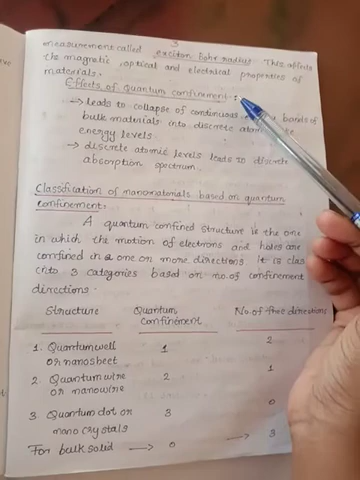 3
measurement called exciton Bohr radius. This affects
the magnetic, optical and electrical properties of
materials.
Effects of quantum confinement :
→ leads to collapse of continuous bands of
bulk materials into discrete atomic
energy levels.
→ discrete atomic levels leads to discrete
absorption spectrum.
Classification of nanomaterials based on quantum
confinement.
A quantum confined structure is the one
in which the motion of electrons and holes are
confined in one or more directions. It is clas
into 3 categories based on no. of confinement
directions.
Structure Quantum Confinement No. of free directions
1. Quantum well or nanosheet 1 2
2. Quantum wire or nanowire 2 1
3. Quantum dot or nano crystals 3 0
For bulk solid → 0 → 3